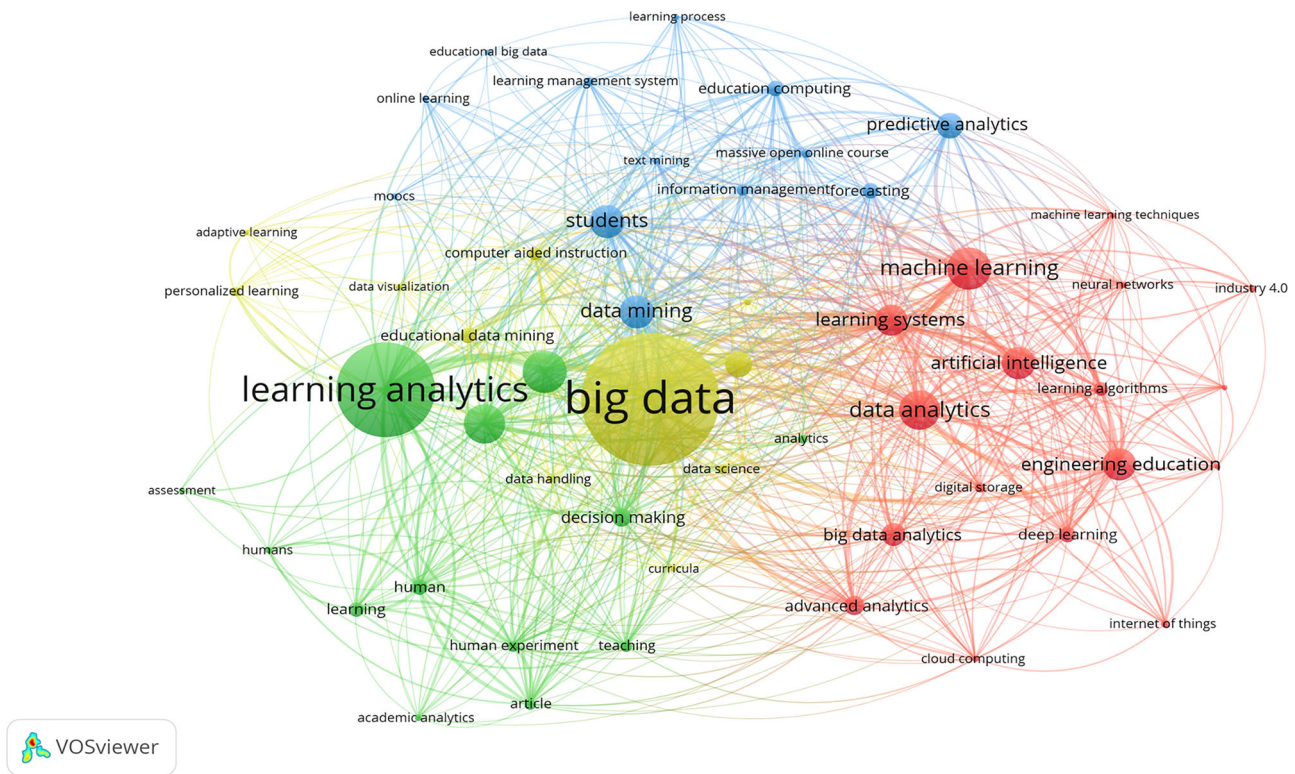 learning process
educational big data
learning management system
education computing
online learning
predictive analytics
text mining
massive open online course
information management
forecasting
moocs
machine learning techniques
students
adaptive learning
computer aided instruction
machine learning
data visualization
neural networks
industry 4.0
personalized learning
data mining
learning systems
educational data mining
artificial intelligence
learning analytics
big data
learning algorithms
data analytics
analytics
engineering education
data science
data handling
digital storage
assessment
decision making
big data analytics
deep learning
humans
curricula
human
learning
advanced analytics
internet of things
human experiment
teaching
cloud computing
article
academic analytics
VOSviewer